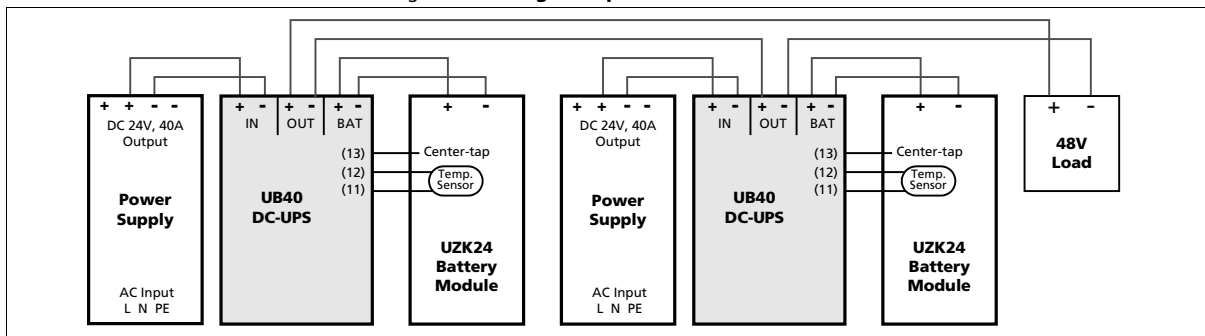 + + - -
DC 24V, 40A
Output
Power
Supply
AC Input
L N PE
+ - + - + -
IN OUT BAT
(13)
(12)
(11)
UB40
DC-UPS
+ -
Center-tap
Temp.
Sensor
UZK24
Battery
Module
+ + - -
DC 24V, 40A
Output
Power
Supply
AC Input
L N PE
+ - + - + -
IN OUT BAT
(13)
(12)
(11)
UB40
DC-UPS
+ -
Center-tap
Temp.
Sensor
UZK24
Battery
Module
+ -
48V
Load